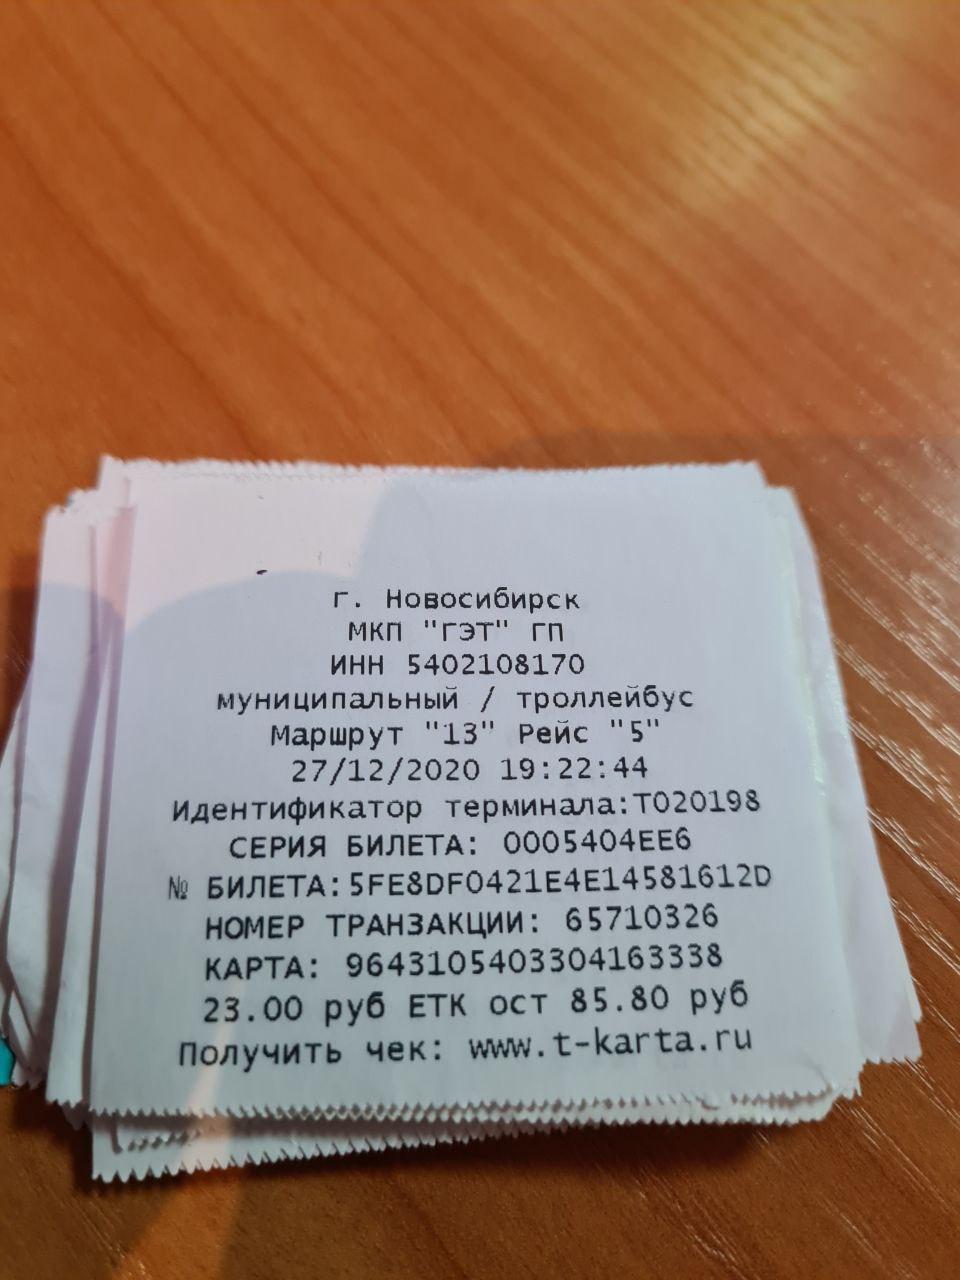 г. Новосибирск
МКП "ГЭТ" ГП
ИНН 5402108170
муниципальный / троллейбус
Маршрут "13" Рейс "5"
27/12/2020 19:22:44
Идентификатор терминала:T020198
СЕРИЯ БИЛЕТА: 0005404EE6
№ БИЛЕТА:5FE8DF0421E4E14581612D
НОМЕР ТРАНЗАКЦИИ: 65710326
КАРТА: 9643105403304163338
23.00 руб ЕТК ост 85.80 руб
Получить чек: www.t-karta.ru